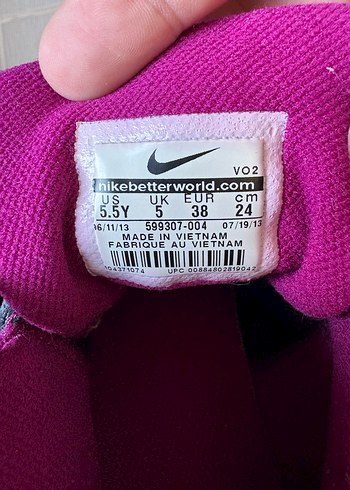 VO2
nikebetterworld.com
US UK EUR cm
5.5Y 5 38 24
06/11/13 599307-004 07/19/13
MADE IN VIETNAM
FABRIQUE AU VIETNAM
UPC 00884802819042